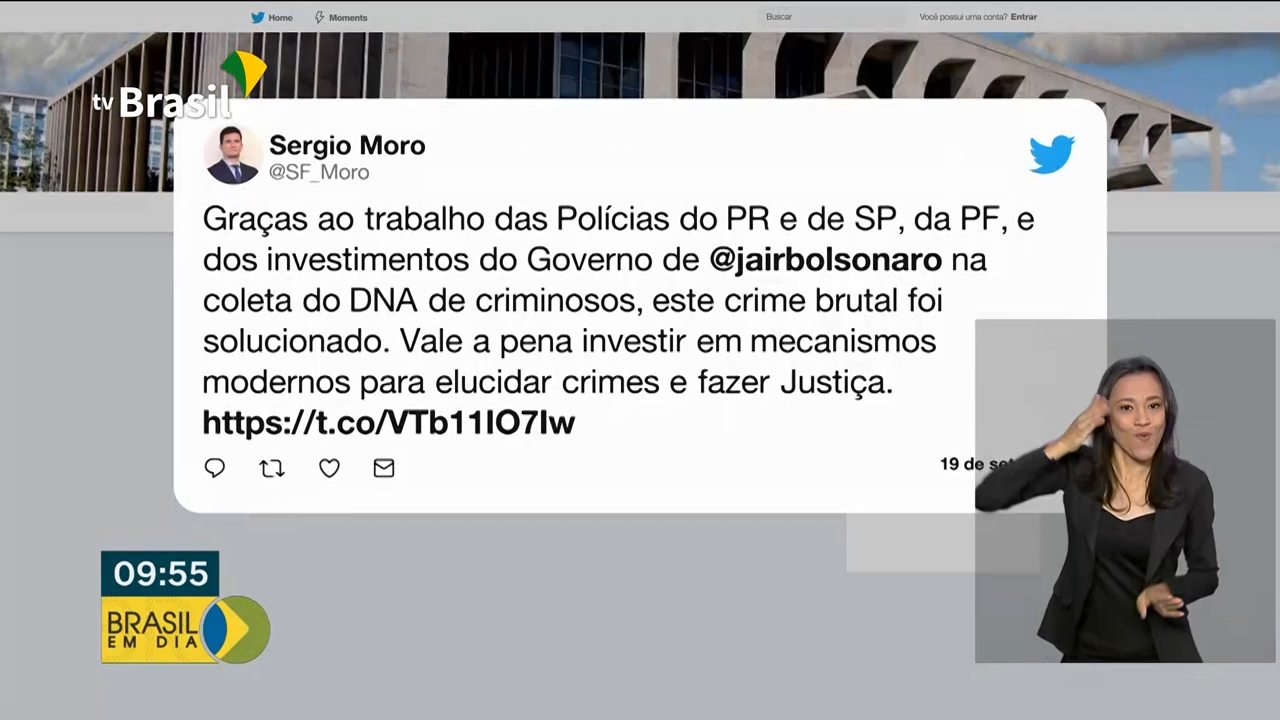 Home
Moments
Buscar
Você possui uma conta? Entrar
tv Brasil
Sergio Moro
@SF_Moro
Graças ao trabalho das Polícias do PR e de SP, da PF, e
dos investimentos do Governo de @jairbolsonaro na
coleta do DNA de criminosos, este crime brutal foi
solucionado. Vale a pena investir em mecanismos
modernos para elucidar crimes e fazer Justiça.
https://t.co/VTb11IO7Iw
19 de
09:55
BRASIL
EM DIA